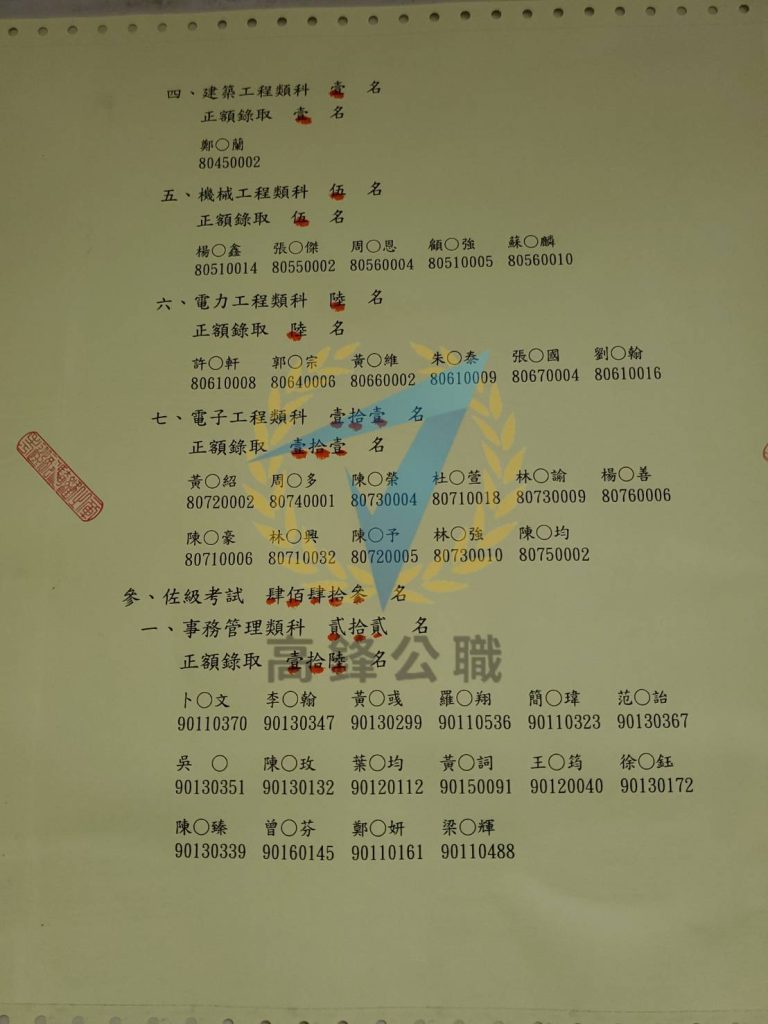 四、建築工程類科 壹 名
正額錄取 壹 名
鄭○蘭
80450002
五、機械工程類科 伍 名
正額錄取 伍 名
楊○鑫 張○傑 周○恩 顧○強 蘇○麟
80510014 80550002 80560004 80510005 80560010
六、電力工程類科 陸 名
正額錄取 陸 名
許○軒 郭○宗 黃○維 朱○泰 張○國 劉○翰
80610008 80640006 80660002 80610009 80670004 80610016
七、電子工程類科 壹拾壹 名
正額錄取 壹拾壹 名
黃○紹 周○多 陳○榮 杜○萱 林○諭 楊○善
80720002 80740001 80730004 80710018 80730009 80760006
陳○豪 林○興 陳○予 林○強 陳○均
80710006 80710032 80720005 80730010 80750002
參、佐級考試 肆佰肆拾參 名
一、事務管理類科 貳拾貳 名
高鋒公職
正額錄取 壹拾陸 名
卜○文 李○翰 黃○彧 羅○翔 簡○瑋 范○詒
90110370 90130347 90130299 90110536 90110323 90130367
吳 ○ 陳○玫 葉○均 黃○詞 王○筠 徐○鈺
90130351 90130132 90120112 90150091 90120040 90130172
陳○臻 曾○芬 鄭○妍 梁○輝
90130339 90160145 90110161 90110488